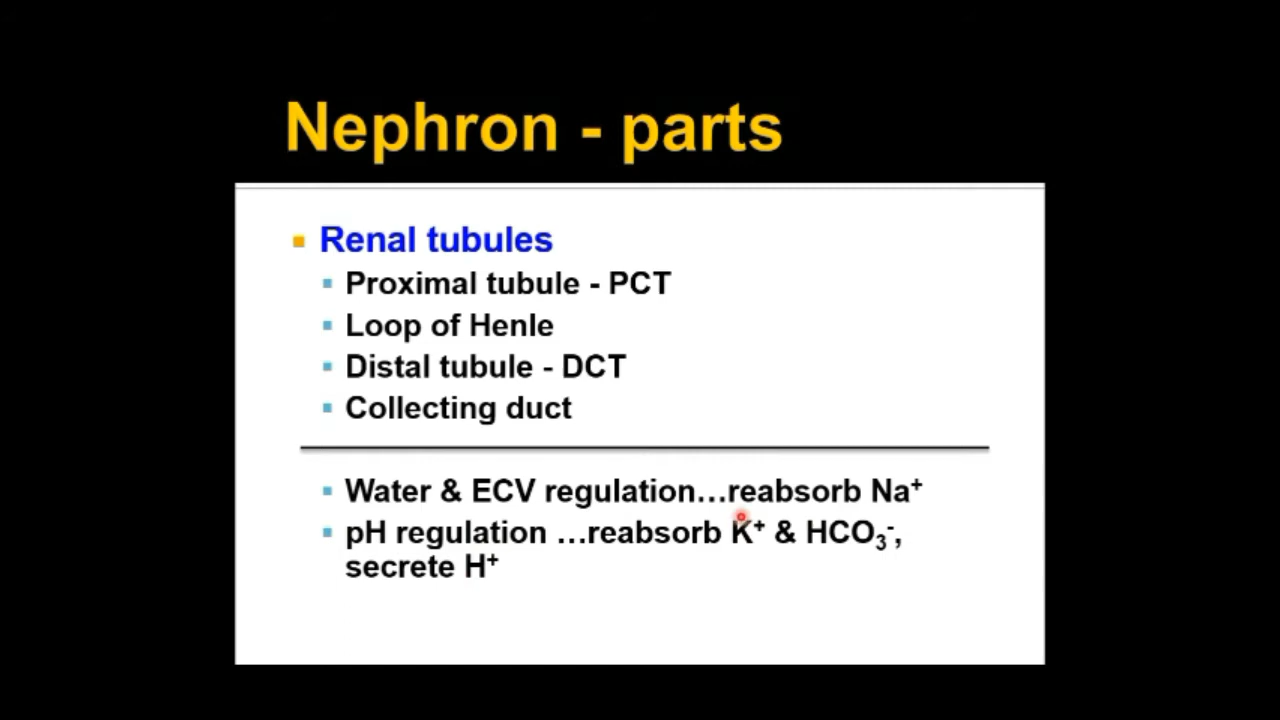 Nephron - parts
Renal tubules
Proximal tubule - PCT
Loop of Henle
Distal tubule - DCT
Collecting duct
Water & ECV regulation...reabsorb Na⁺
pH regulation ...reabsorb K⁺ & HCO₃⁻,
secrete H⁺